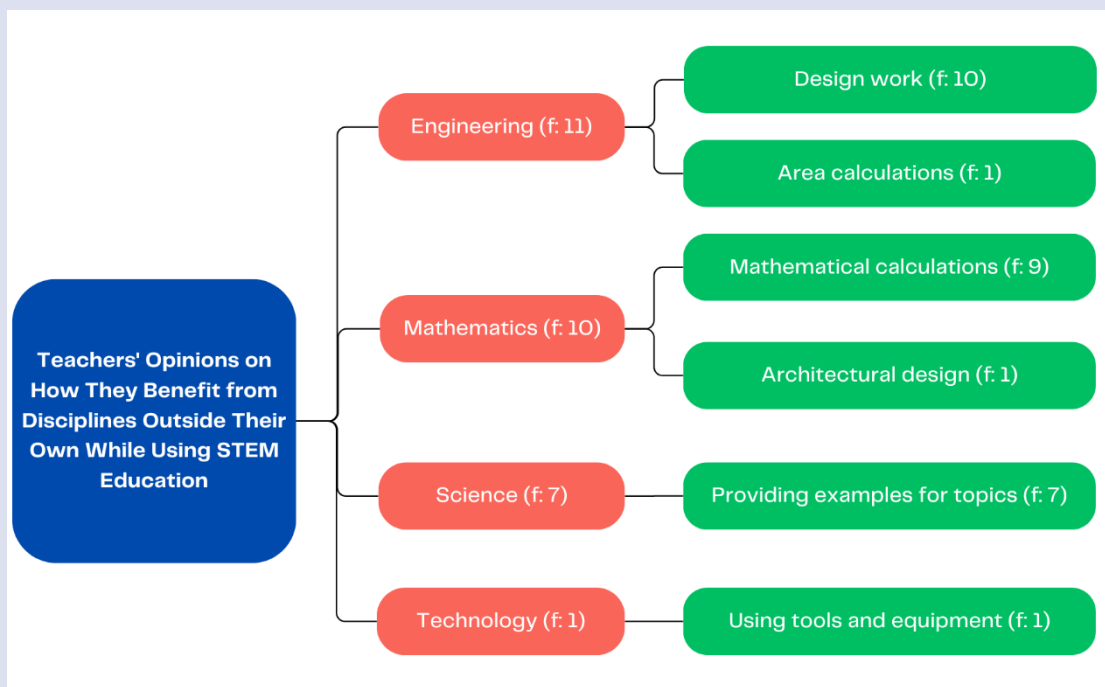 Teachers' Opinions on
How They Benefit from
Disciplines Outside Their
Own While Using STEM
Education
Engineering (f: 11)
Design work (f: 10)
Area calculations (f: 1)
Mathematics (f: 10)
Mathematical calculations (f: 9)
Architectural design (f: 1)
Science (f: 7)
Providing examples for topics (f: 7)
Technology (f: 1)
Using tools and equipment (f: 1)